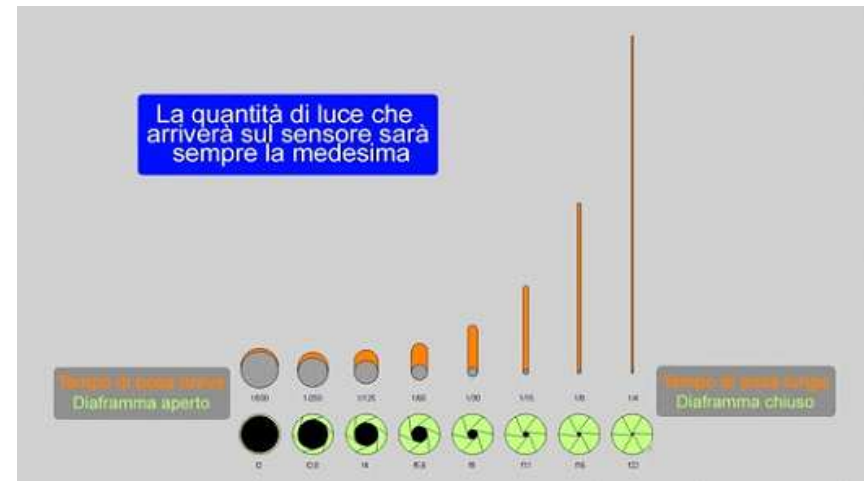 La quantità di luce che
arriverà sul sensore sarà
sempre la medesima
Tempo di posa breve
Diaframma aperto
Tempo di posa lungo
Diaframma chiuso
1/500 1/250 1/125 1/60 1/30 1/15 1/8 1/4
f2 f2.8 f4 f5.6 f8 f11 f16 f22